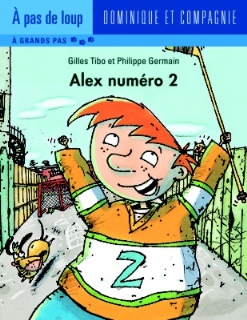 À pas de loup
DOMINIQUE ET COMPAGNIE
À GRANDS PAS
Gilles Tibo et Philippe Germain
Alex numéro 2
2